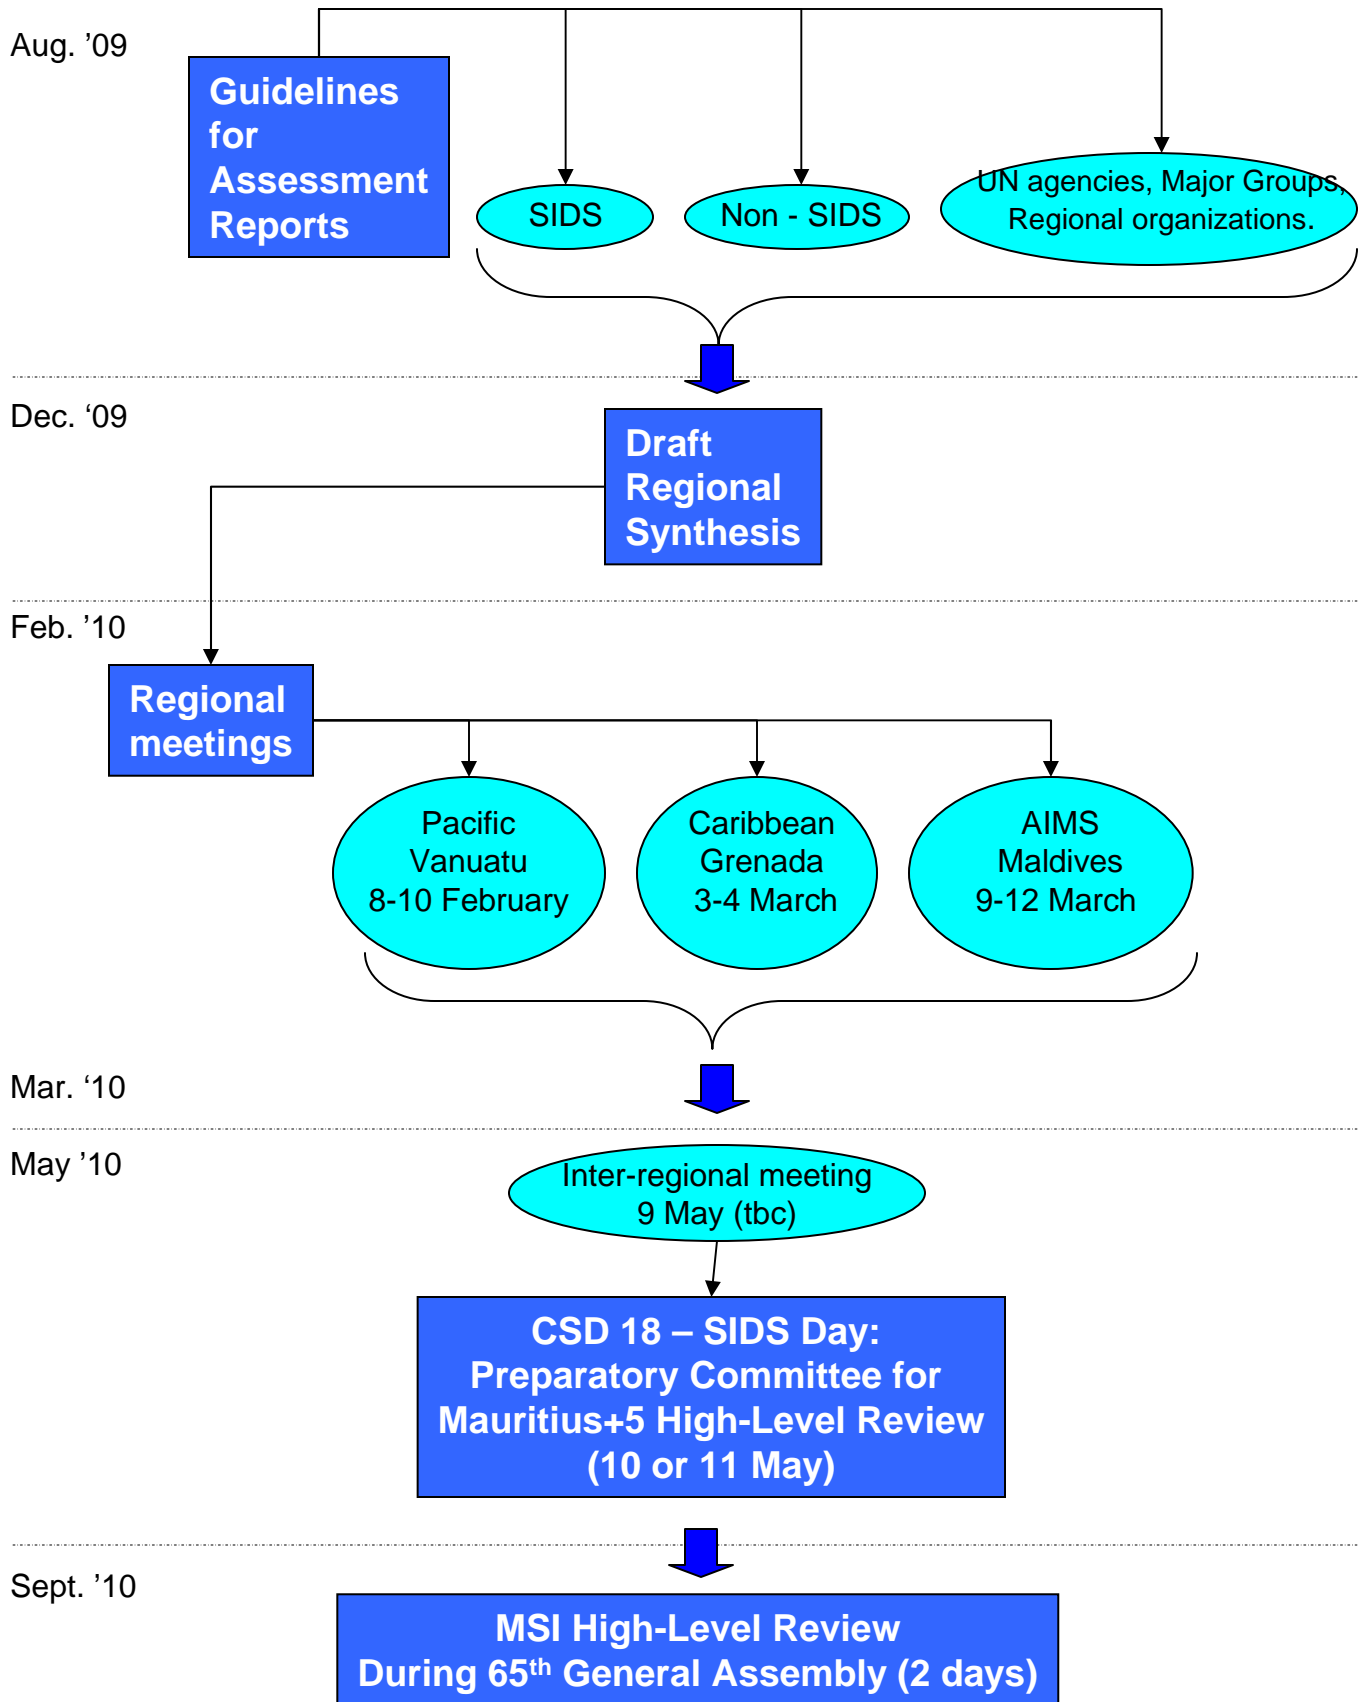 Aug. ’09
Guidelines
for
Assessment
Reports
SIDS
Non - SIDS
UN agencies, Major Groups,
Regional organizations.
Dec. ‘09
Draft
Regional
Synthesis
Feb. ’10
Regional
meetings
Pacific
Vanuatu
8-10 February
Caribbean
Grenada
3-4 March
AIMS
Maldives
9-12 March
Mar. ‘10
May ’10
Inter-regional meeting
9 May (tbc)
CSD 18 – SIDS Day:
Preparatory Committee for
Mauritius+5 High-Level Review
(10 or 11 May)
Sept. ’10
MSI High-Level Review
During 65th General Assembly (2 days)